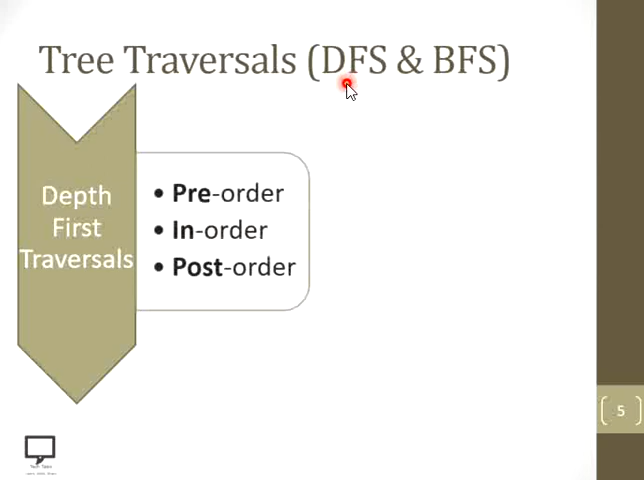 Tree Traversals (DFS & BFS)
Depth
First
Traversals
• Pre-order
• In-order
• Post-order
5